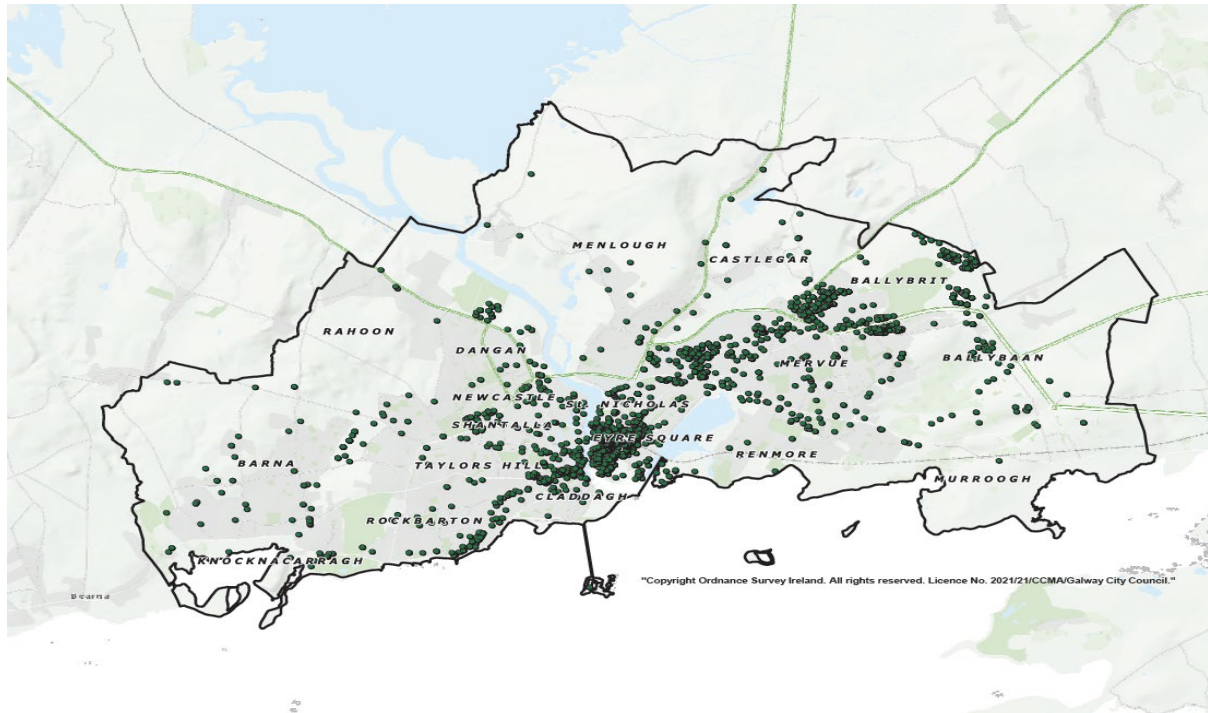 MENLOUGH
CASTLEGAR
BALLYBRIT
RAHOON
DANGAN
MERVUE
BALLYBAAN
NEWCASTLE
ST. NICHOLAS
SHANTALLA
EYRE SQUARE
BARNA
TAYLORS HILL
RENMORE
MURROOGH
CLADDAGH
ROCKBARTON
KNOCKNACARRAGH
"Copyright Ordnance Survey Ireland. All rights reserved. Licence No. 2021/21/CCMA/Galway City Council."
Bearna